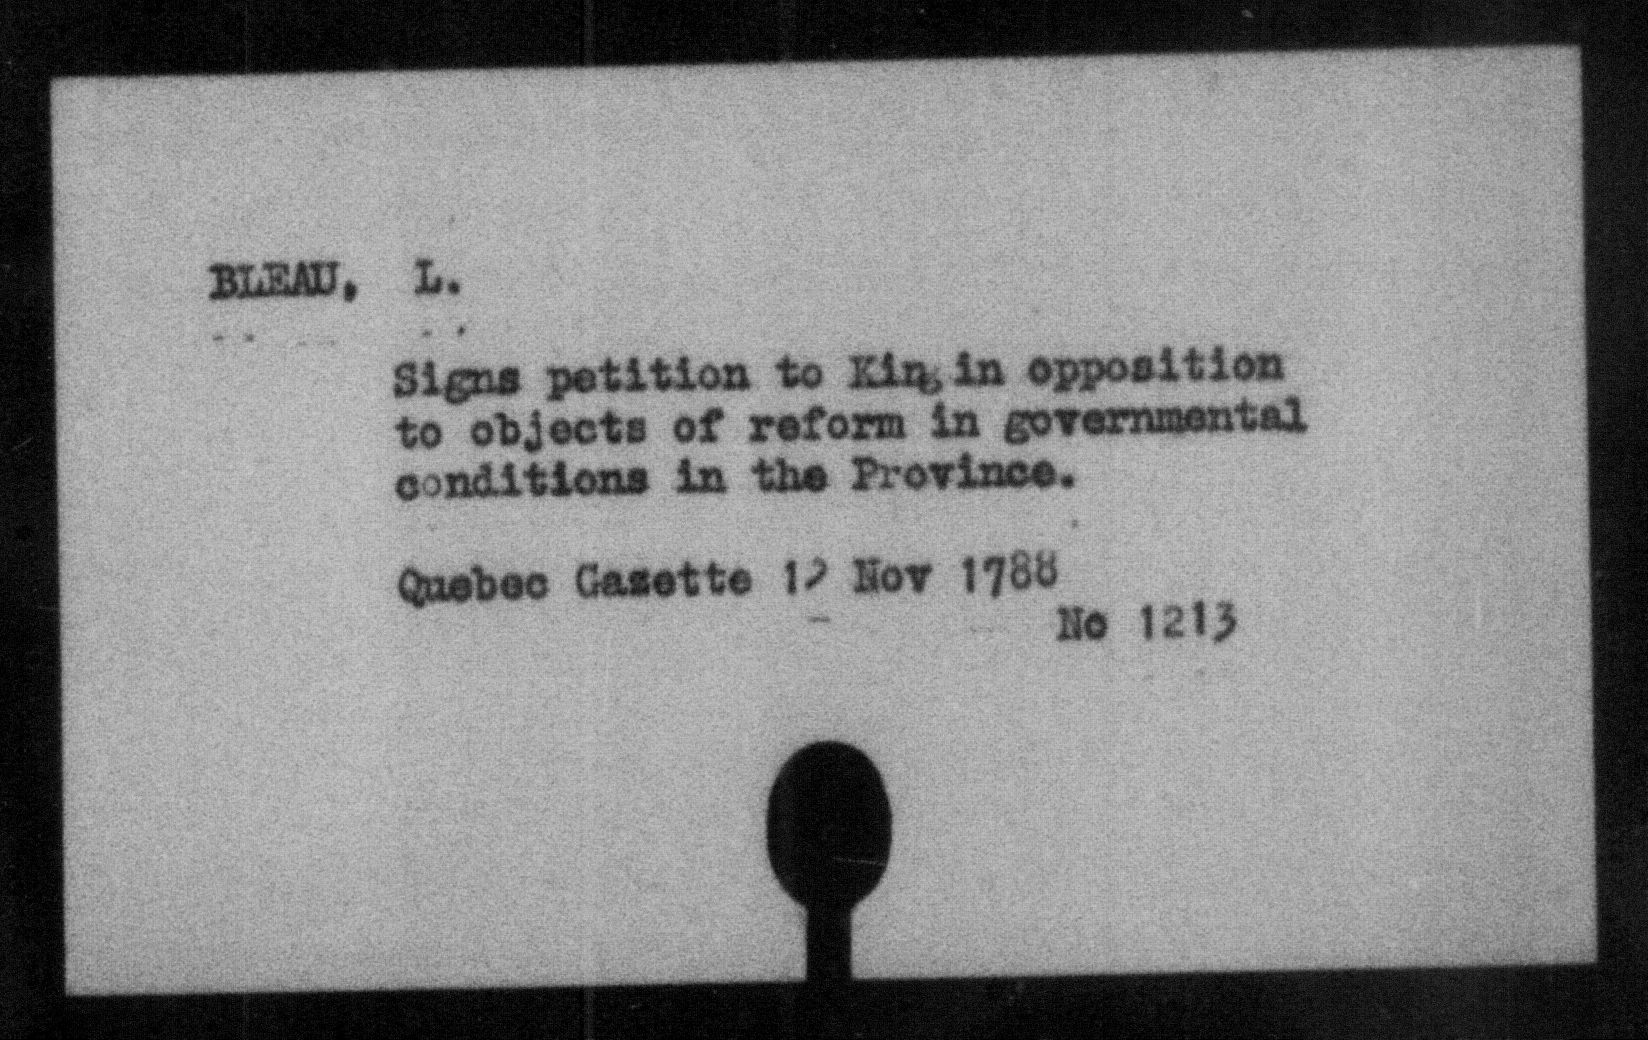 BLEAU, L.
Signs petition to King in opposition
to objects of reform in governmental
conditions in the Province.
Quebec Gazette 12 Nov 1788
No 1213